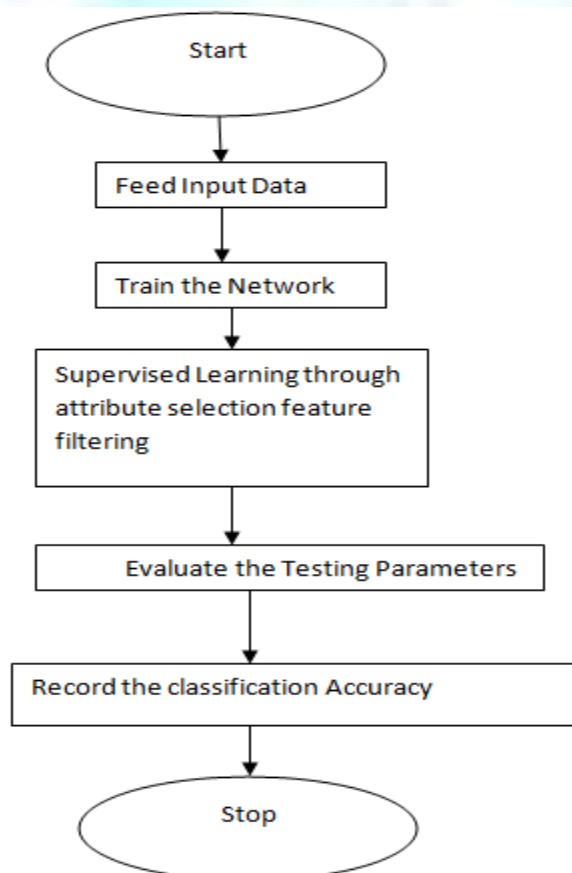 Start
Feed Input Data
Train the Network
Supervised Learning through
attribute selection feature
filtering
Evaluate the Testing Parameters
Record the classification Accuracy
Stop